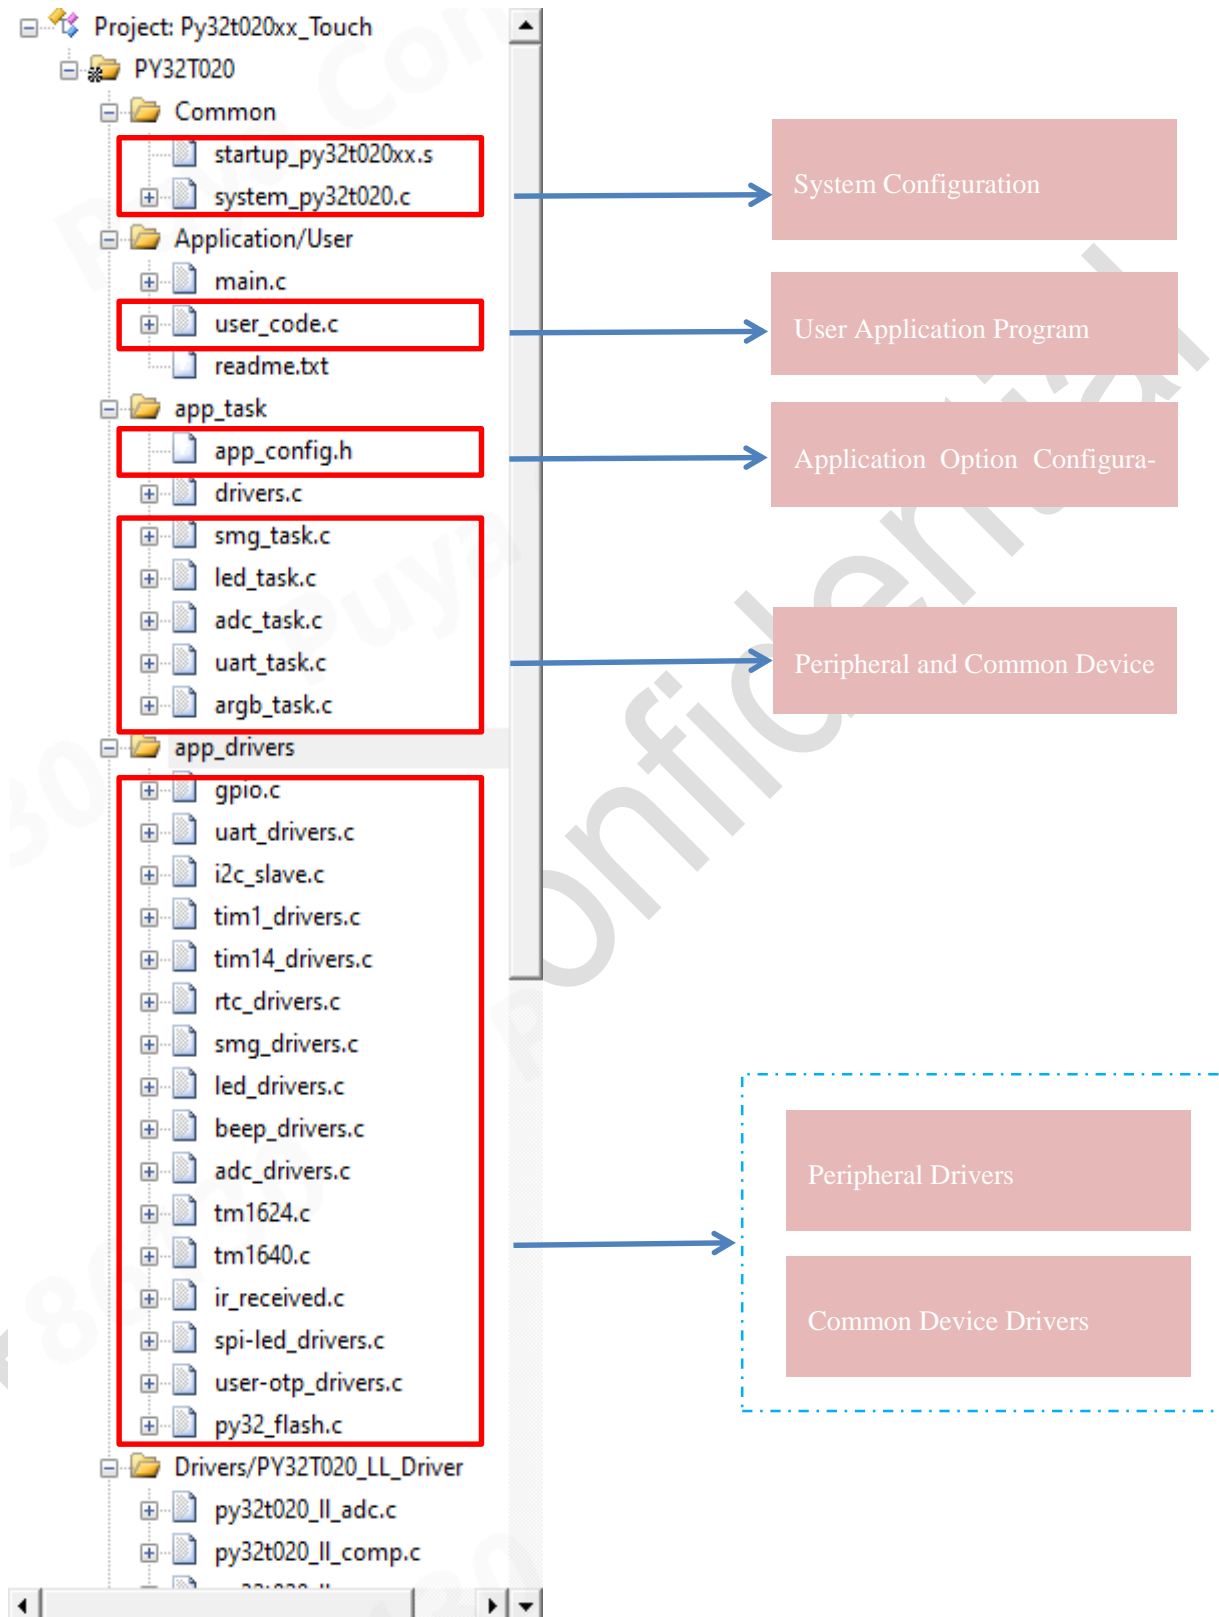 Project: Py32t020xx_Touch
PY32T020
Common
startup_py32t020xx.s
system_py32t020.c
System Configuration
Application/User
main.c
user_code.c
User Application Program
readme.txt
app_task
app_config.h
Application Option Configura-
drivers.c
smg_task.c
led_task.c
adc_task.c
uart_task.c
Peripheral and Common Device
argb_task.c
app_drivers
gpio.c
uart_drivers.c
i2c_slave.c
tim1_drivers.c
tim14_drivers.c
rtc_drivers.c
smg_drivers.c
led_drivers.c
beep_drivers.c
adc_drivers.c
Peripheral Drivers
tm1624.c
tm1640.c
ir_received.c
Common Device Drivers
spi-led_drivers.c
user-otp_drivers.c
py32_flash.c
Drivers/PY32T020_LL_Driver
py32t020_ll_adc.c
py32t020_ll_comp.c